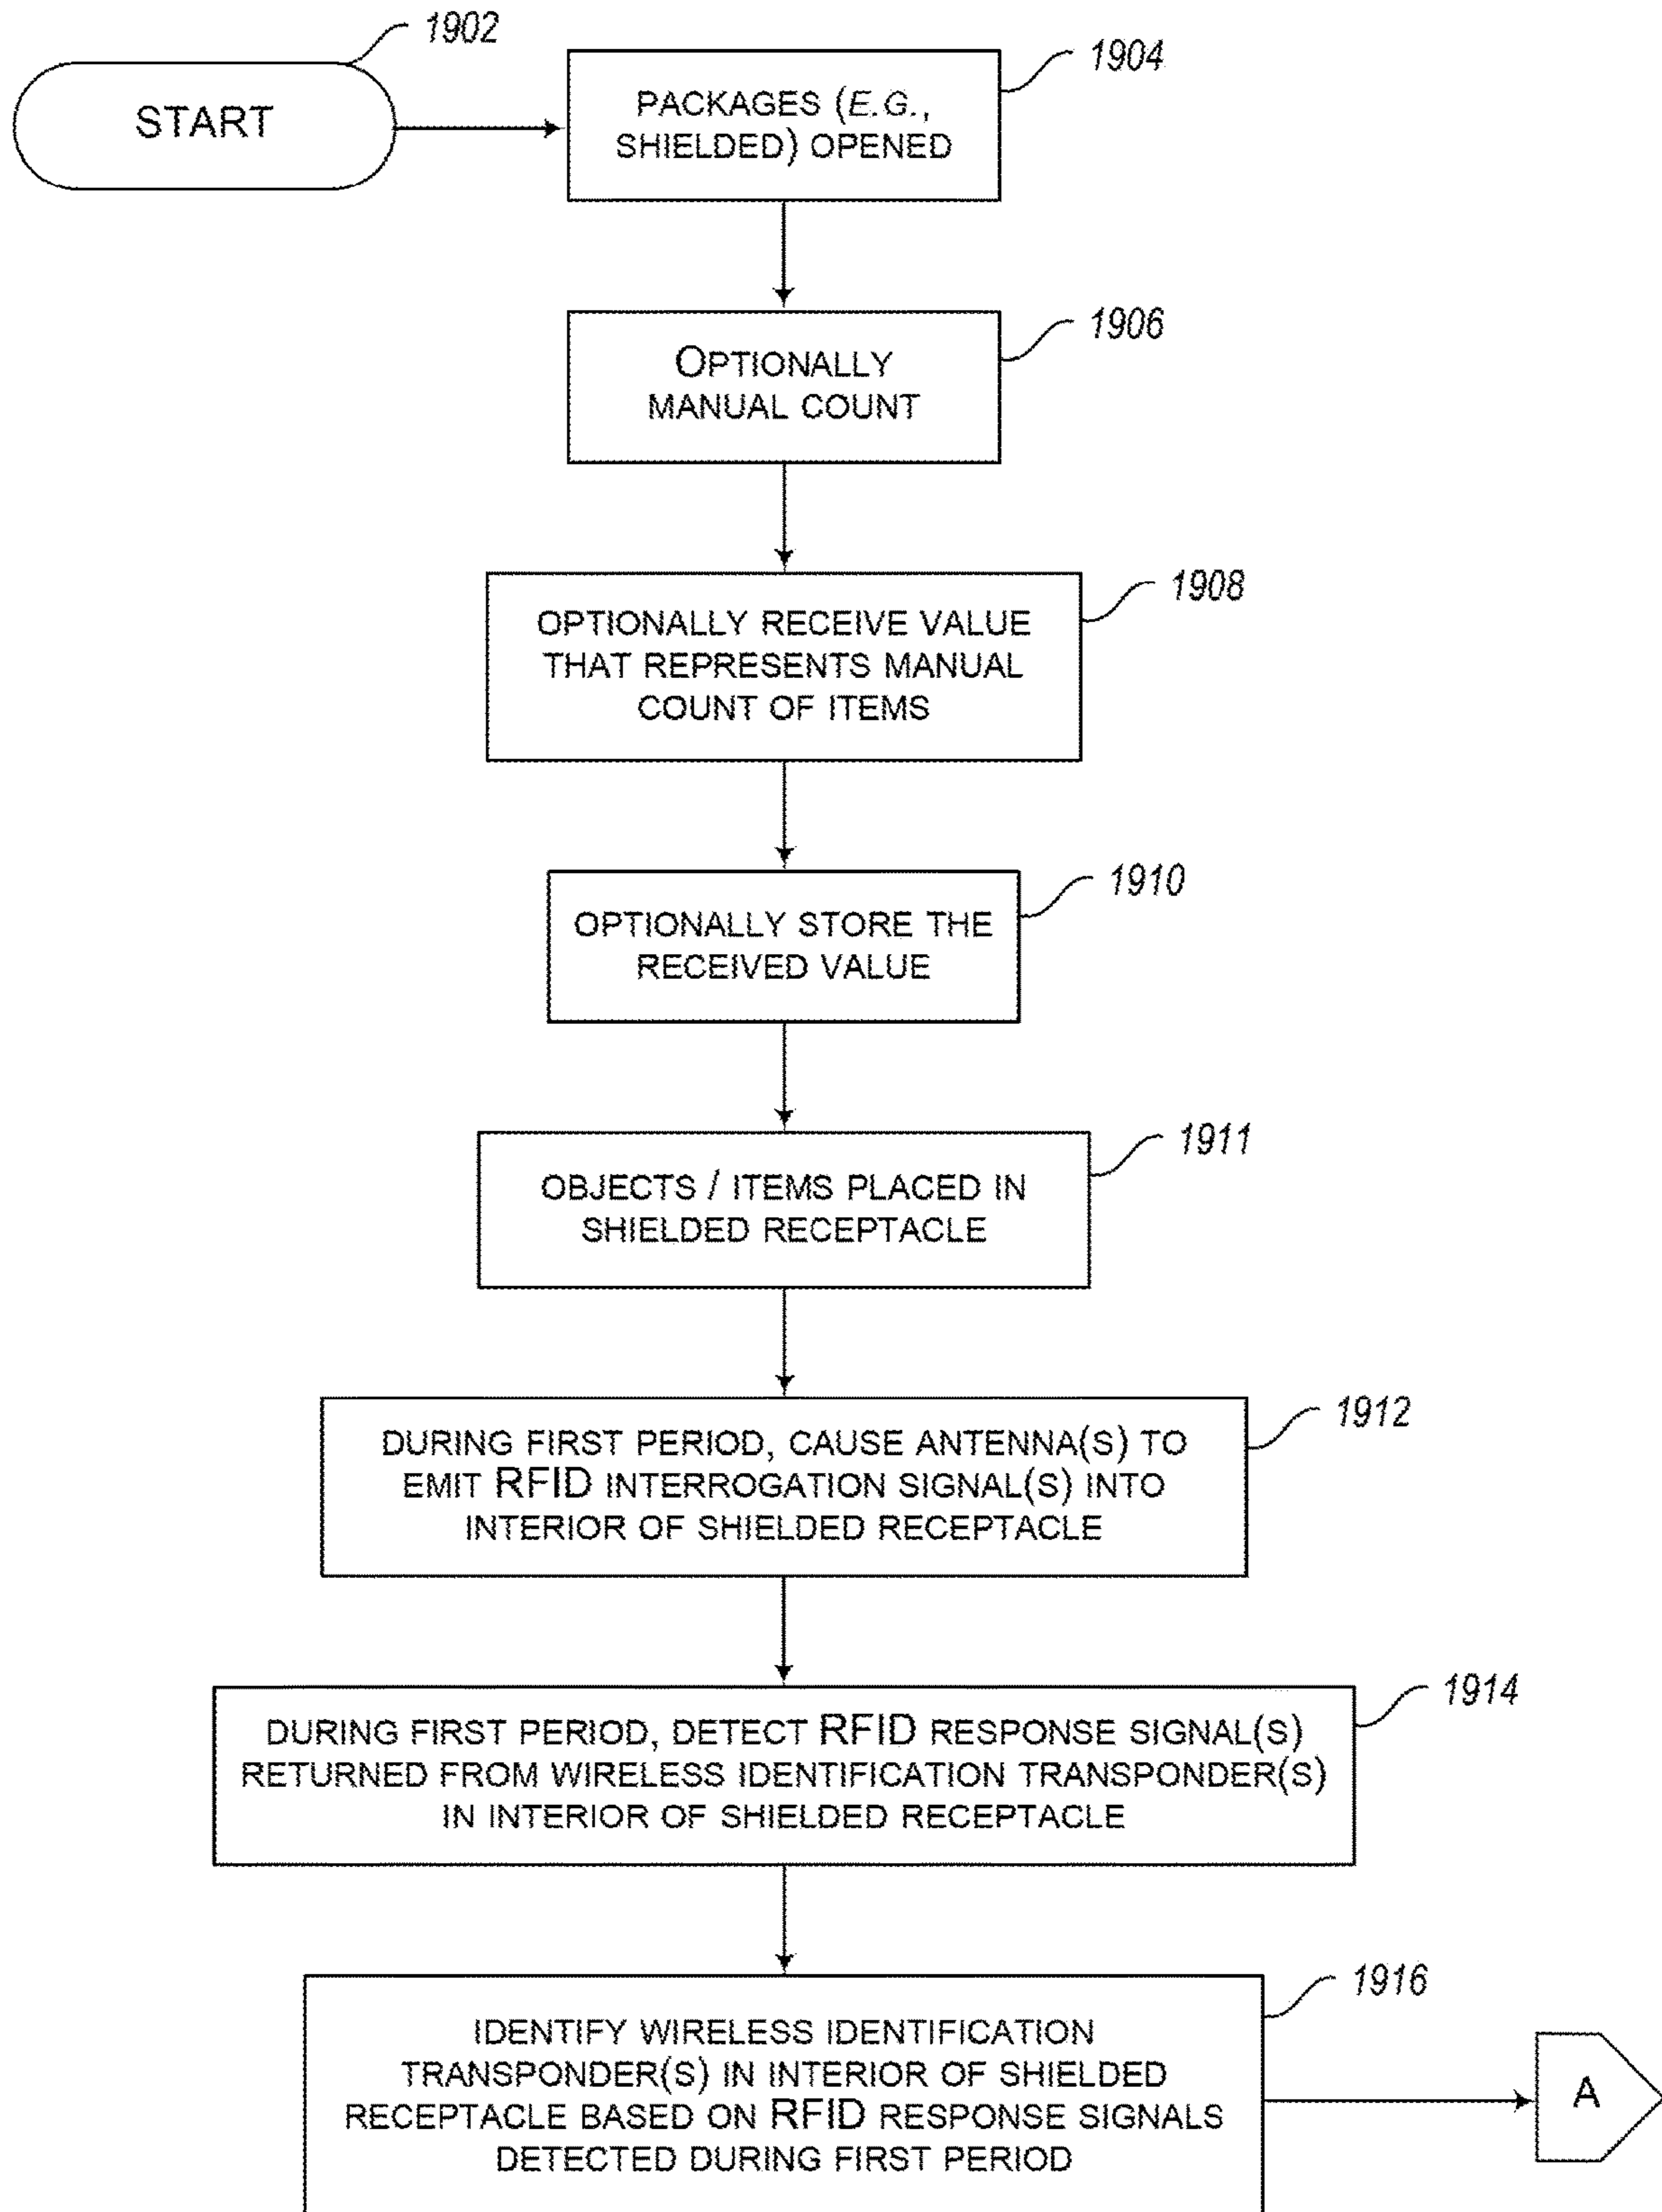 1902
START
1904
PACKAGES (E.G.,
SHIELDED) OPENED
1906
OPTIONALLY
MANUAL COUNT
1908
OPTIONALLY RECEIVE VALUE
THAT REPRESENTS MANUAL
COUNT OF ITEMS
1910
OPTIONALLY STORE THE
RECEIVED VALUE
1911
OBJECTS / ITEMS PLACED IN
SHIELDED RECEPTACLE
1912
DURING FIRST PERIOD, CAUSE ANTENNA(S) TO
EMIT RFID INTERROGATION SIGNAL(S) INTO
INTERIOR OF SHIELDED RECEPTACLE
1914
DURING FIRST PERIOD, DETECT RFID RESPONSE SIGNAL(S)
RETURNED FROM WIRELESS IDENTIFICATION TRANSPONDER(S)
IN INTERIOR OF SHIELDED RECEPTACLE
1916
IDENTIFY WIRELESS IDENTIFICATION
TRANSPONDER(S) IN INTERIOR OF SHIELDED
RECEPTACLE BASED ON RFID RESPONSE SIGNALS
DETECTED DURING FIRST PERIOD
A